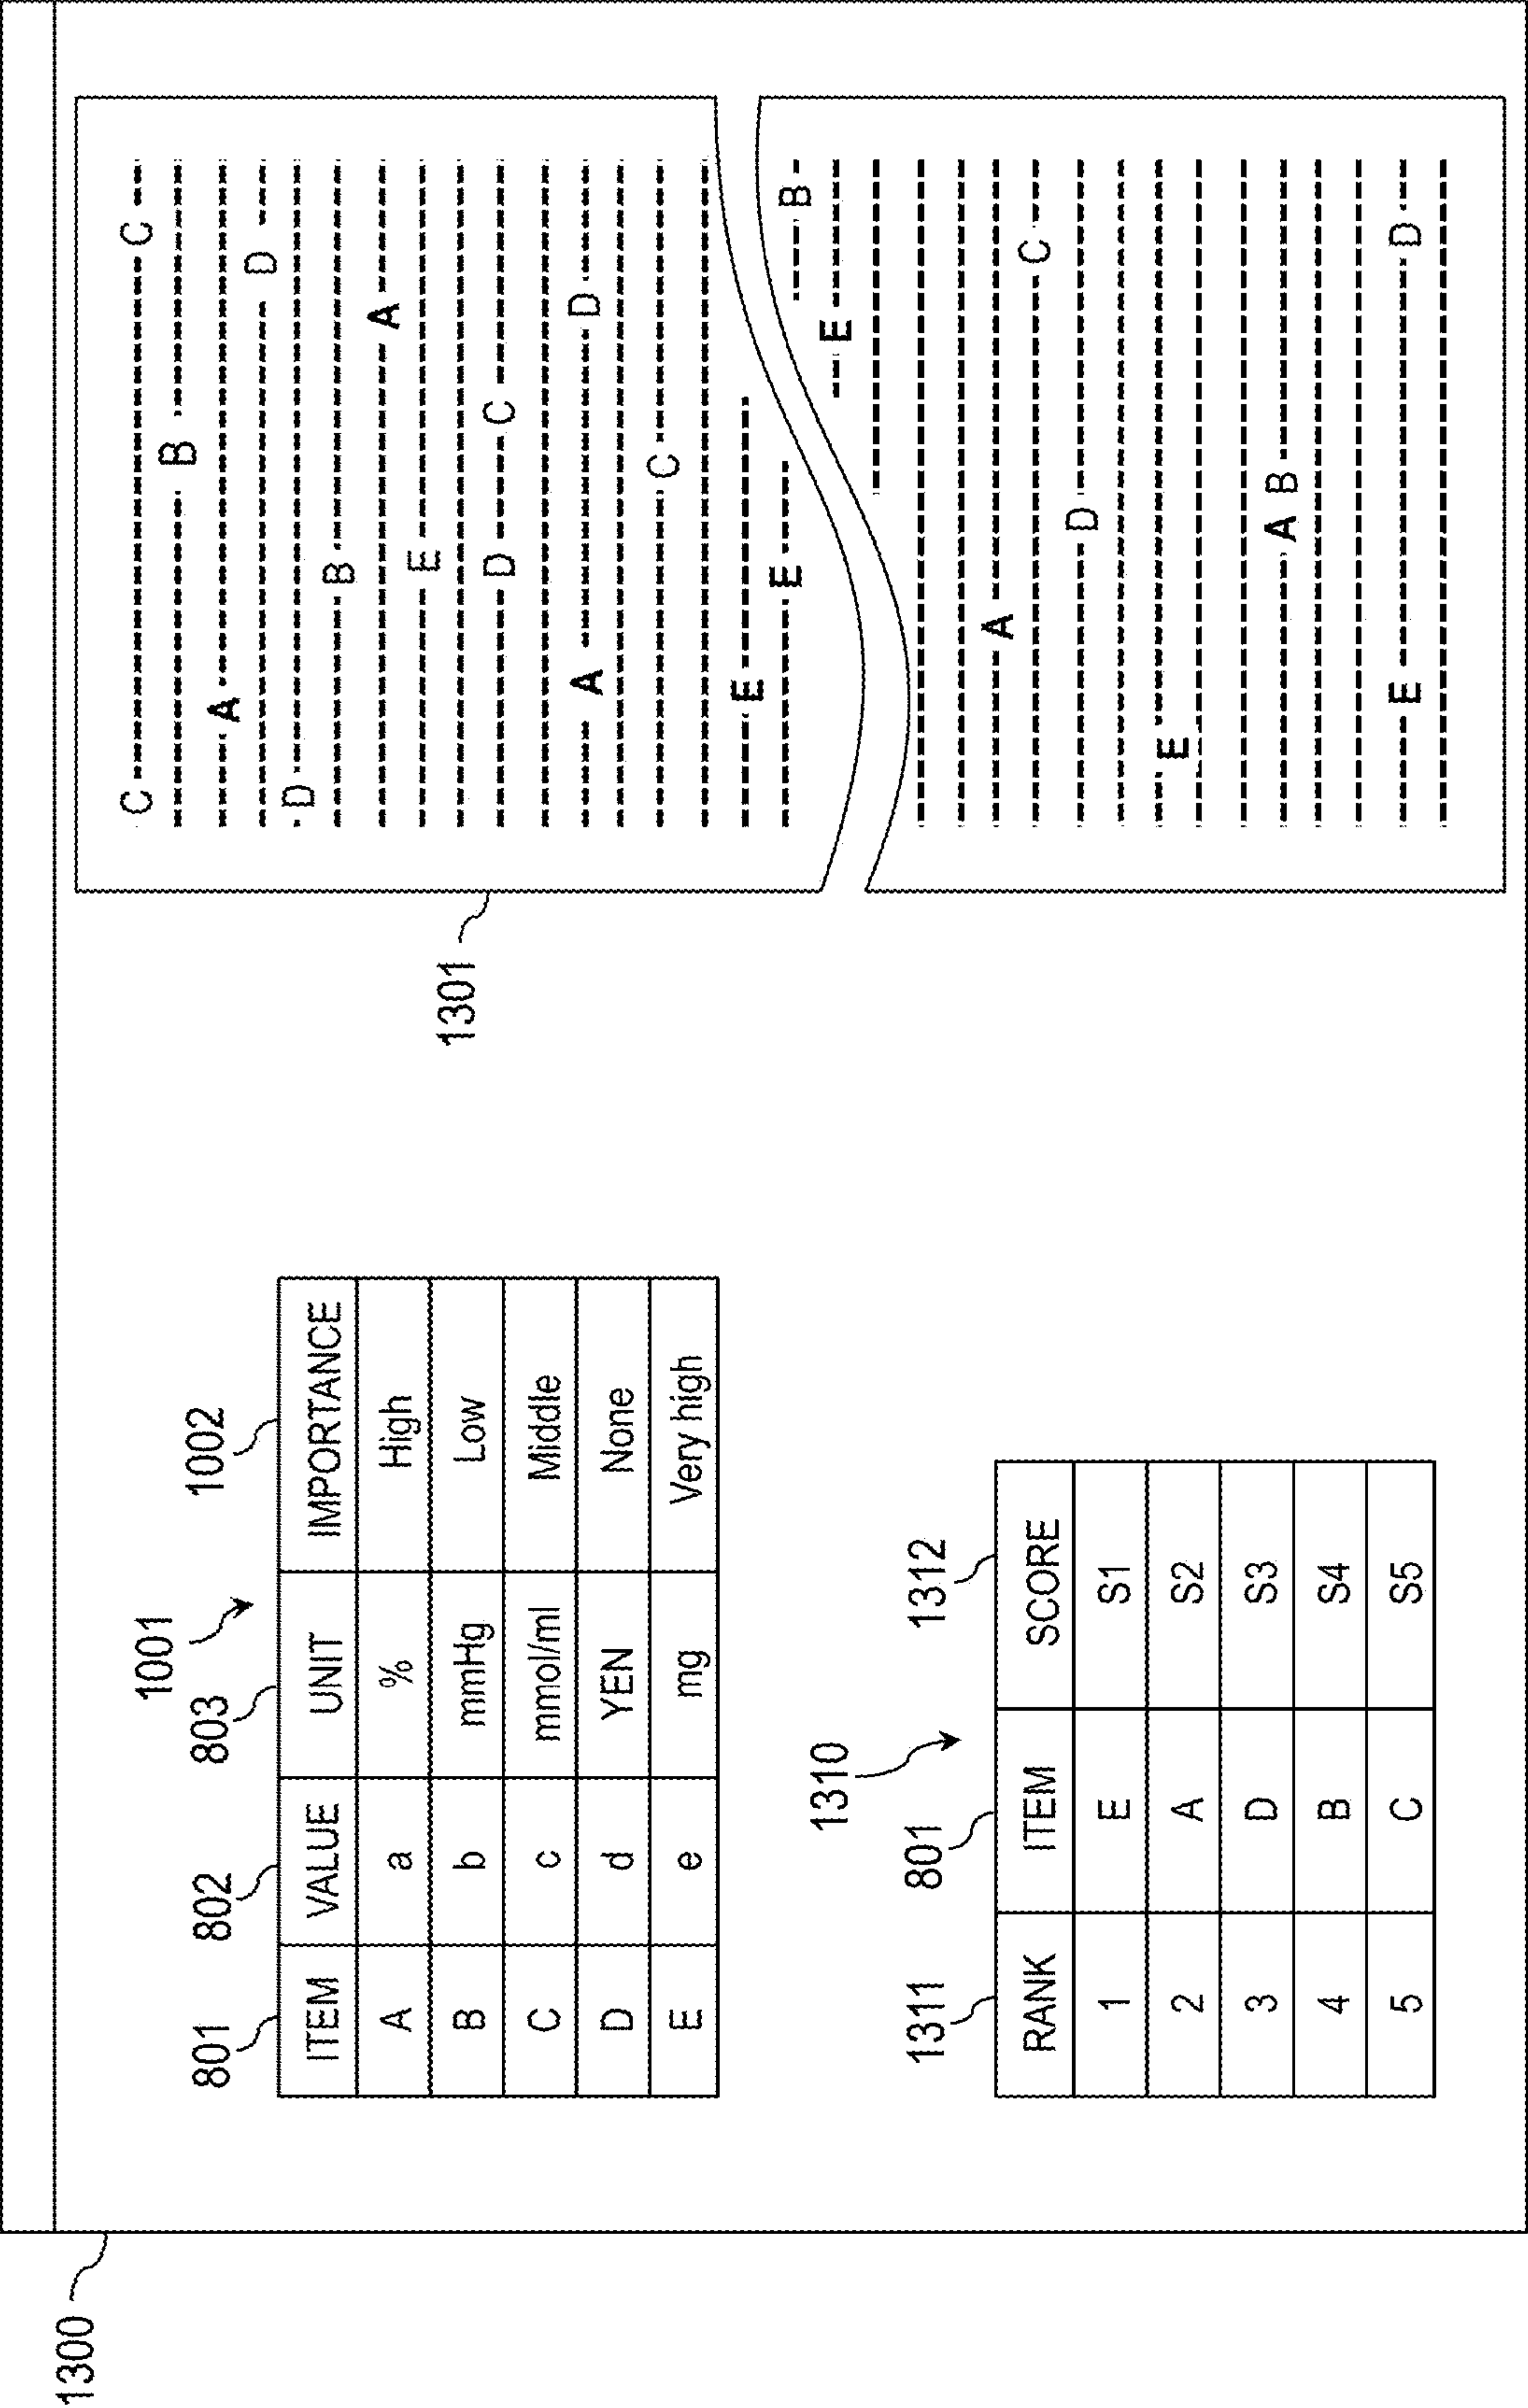 1300
1001
801 802 803 1002
ITEM VALUE UNIT IMPORTANCE
A a % High
B b mmHg Low
C c mmol/ml Middle
D d YEN None
E e mg Very high
1310
1311 801 1312
RANK ITEM SCORE
1 E S1
2 A S2
3 D S3
4 B S4
5 C S5
1301
C C
B
A
D
D
B
A
E
D C
A D
C
E
E
B
E
A
C
D
E
A B
E D